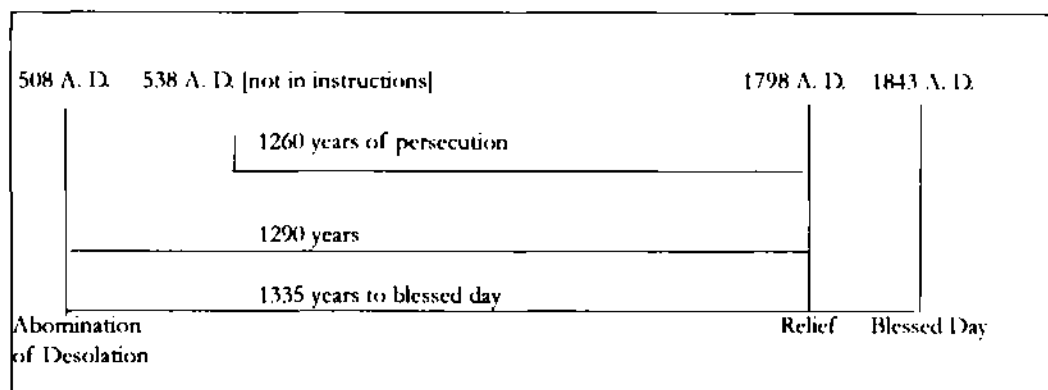 508 A. D. 538 A. D. [not in instructions] 1798 A. D. 1843 A. D.
1260 years of persecution
1290 years
1335 years to blessed day
Abomination Relief Blessed Day
of Desolation